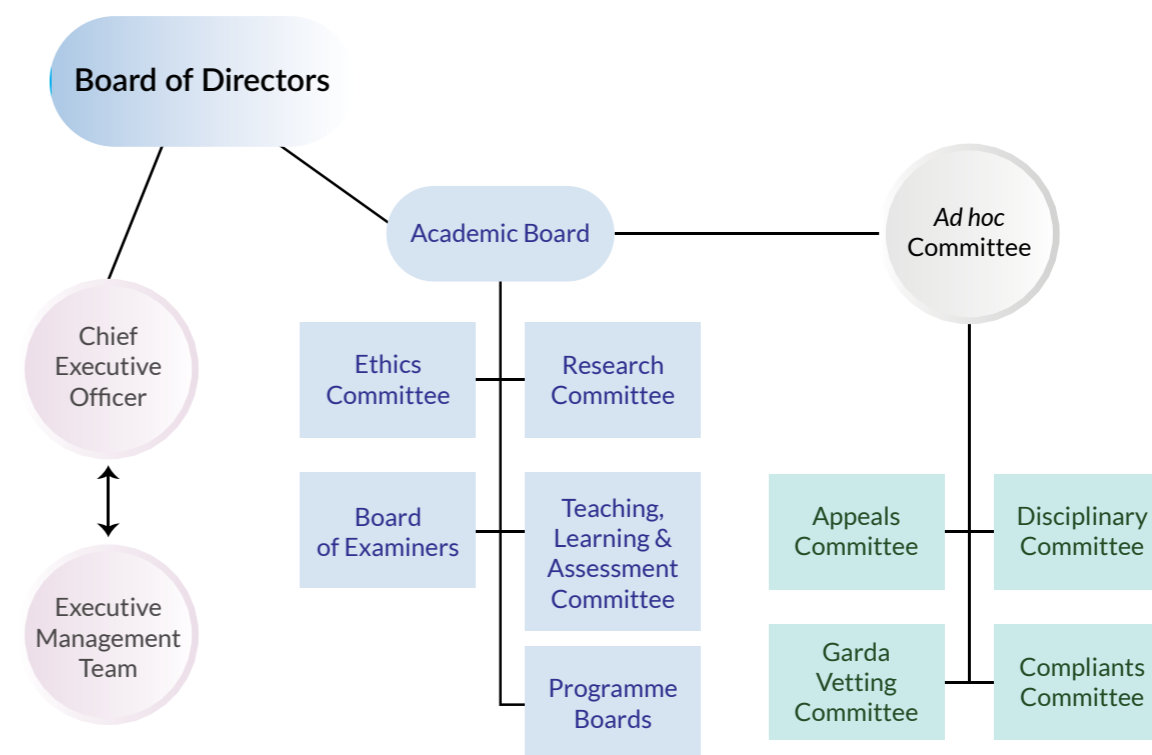 Board of Directors
Academic Board
Ad hoc
Committee
Chief
Executive
Officer
Executive
Management
Team
Ethics
Committee
Research
Committee
Board
of Examiners
Teaching,
Learning &
Assessment
Committee
Programme
Boards
Appeals
Committee
Disciplinary
Committee
Garda
Vetting
Committee
Compliants
Committee